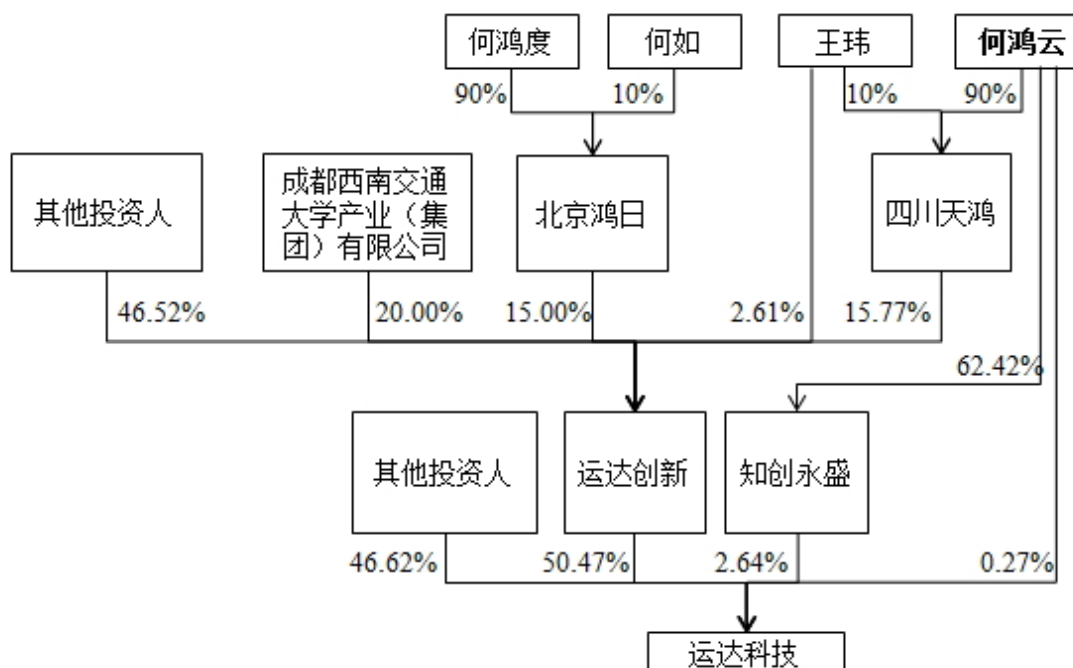 何鸿度
何如
王玮
何鸿云
90%
10%
10%
90%
其他投资人
成都西南交通
大学产业（集
团）有限公司
北京鸿日
四川天鸿
46.52%
20.00%
15.00%
2.61%
15.77%
62.42%
其他投资人
运达创新
知创永盛
46.62%
50.47%
2.64%
0.27%
运达科技